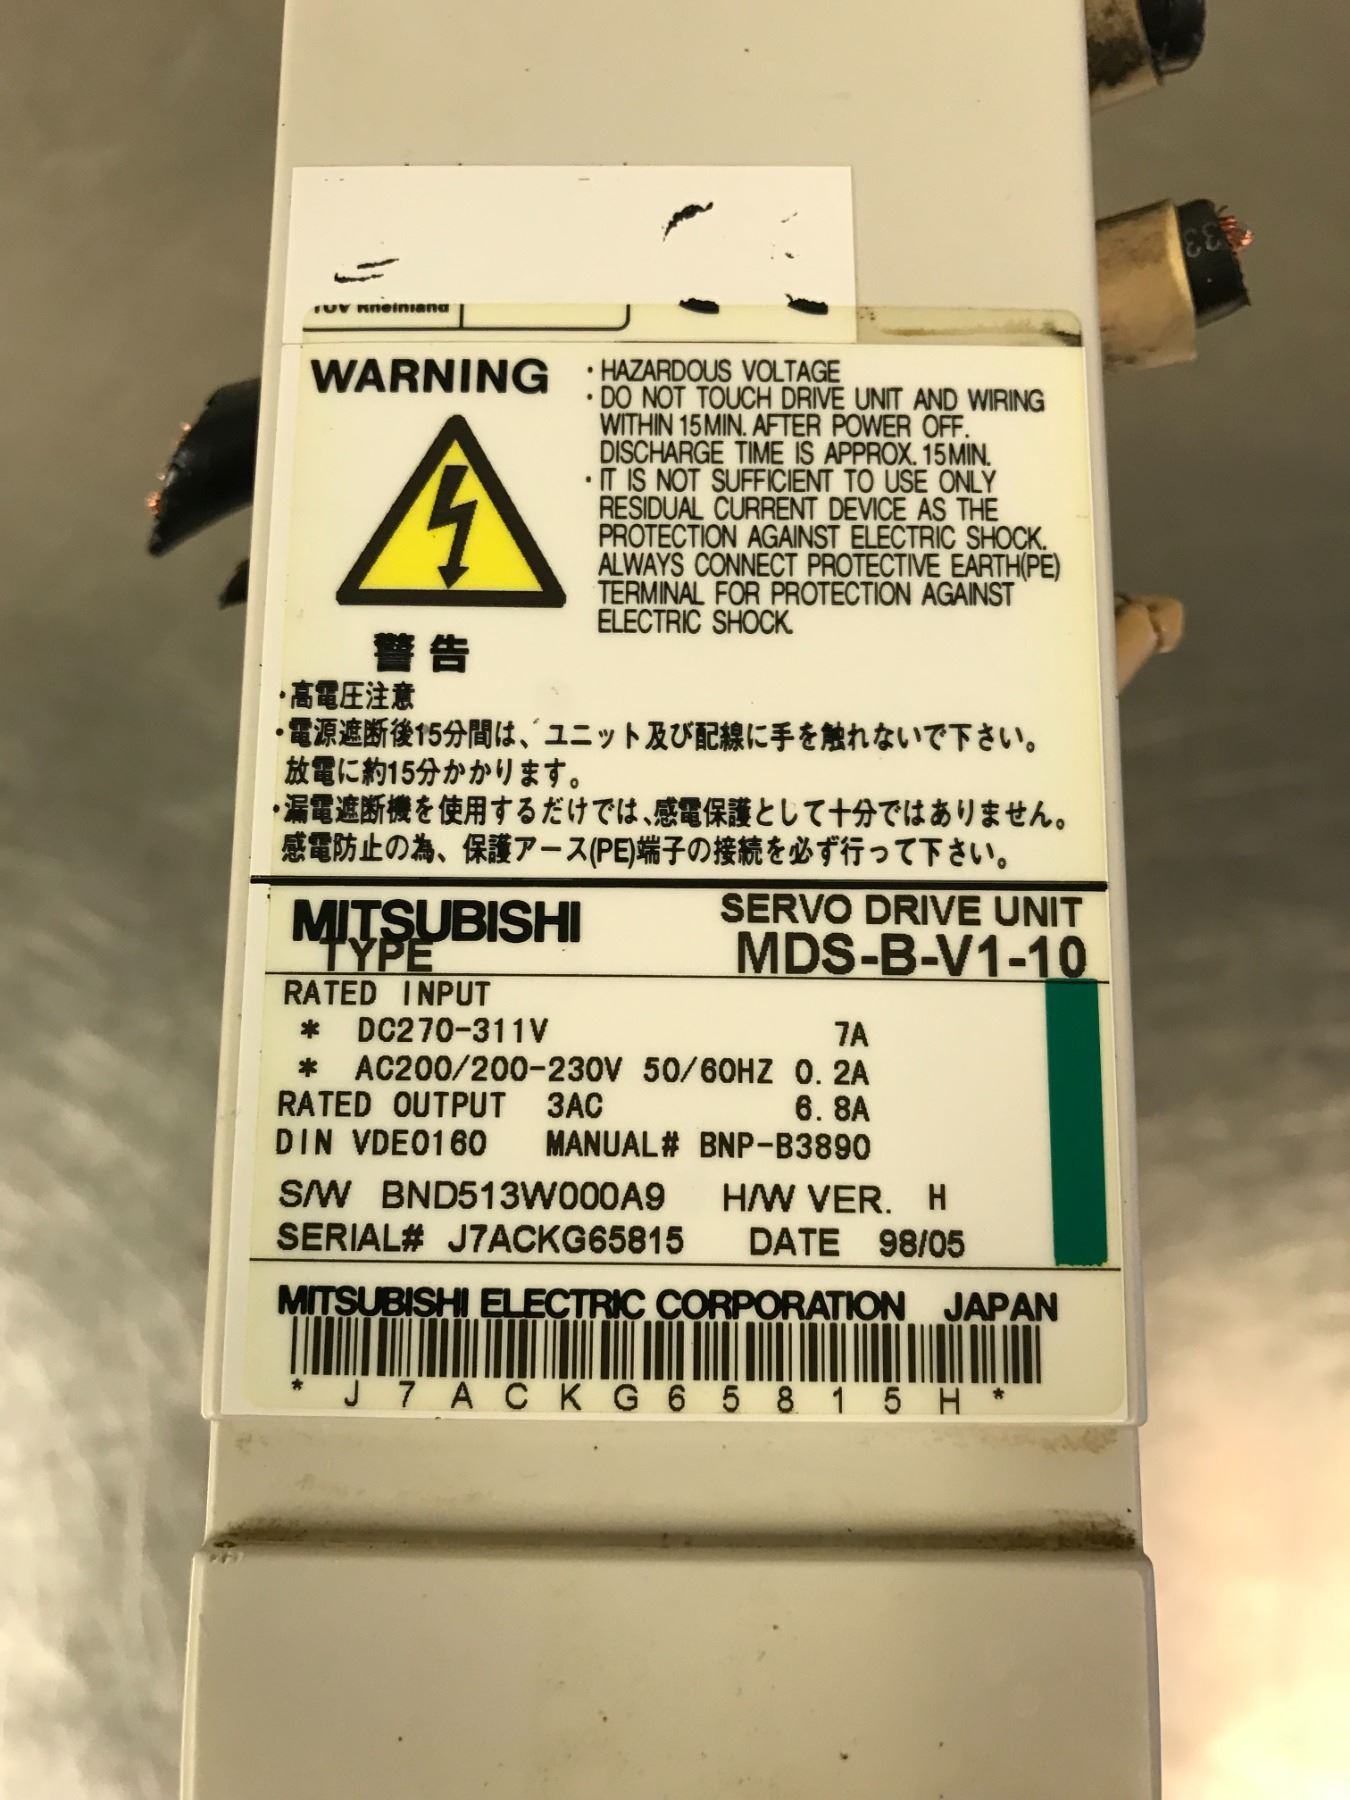 33
TÜV Rheinland
WARNING
・HAZARDOUS VOLTAGE
・DO NOT TOUCH DRIVE UNIT AND WIRING
WITHIN 15MIN. AFTER POWER OFF.
DISCHARGE TIME IS APPROX. 15MIN.
・IT IS NOT SUFFICIENT TO USE ONLY
RESIDUAL CURRENT DEVICE AS THE
PROTECTION AGAINST ELECTRIC SHOCK.
ALWAYS CONNECT PROTECTIVE EARTH(PE)
TERMINAL FOR PROTECTION AGAINST
ELECTRIC SHOCK.
警告
・高電圧注意
・電源遮断後15分間は、ユニット及び配線に手を触れないで下さい。
放電に約15分かかります。
・漏電遮断機を使用するだけでは、感電保護として十分ではありません。
感電防止の為、保護アース(PE)端子の接続を必ず行って下さい。
MITSUBISHI SERVO DRIVE UNIT
TYPE MDS-B-V1-10
RATED INPUT
* DC270-311V 7A
* AC200/200-230V 50/60HZ 0.2A
RATED OUTPUT 3AC 6.8A
DIN VDE0160 MANUAL# BNP-B3890
S/W BND513W000A9 H/W VER. H
SERIAL# J7ACKG65815 DATE 98/05
MITSUBISHI ELECTRIC CORPORATION JAPAN
*J7ACKG65815H*